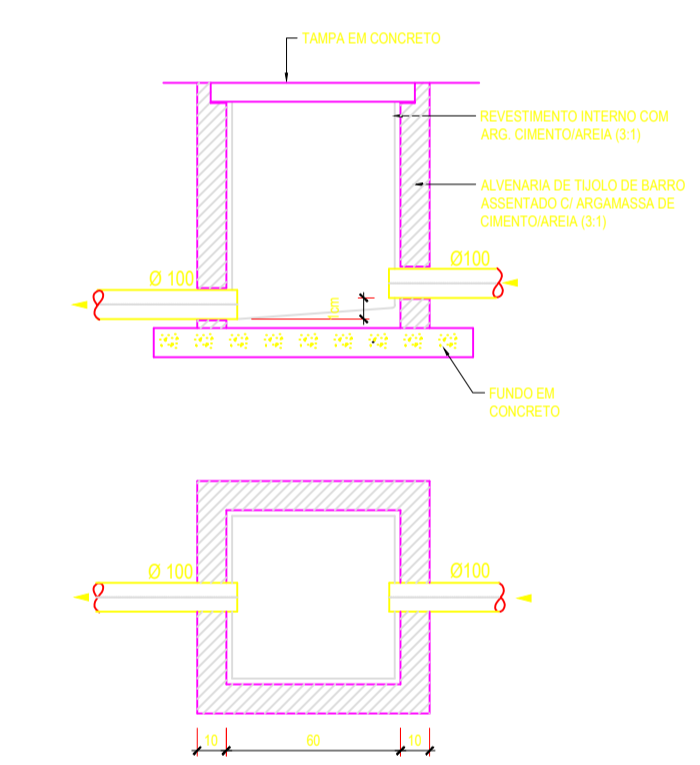 TAMPA EM CONCRETO
REVESTIMENTO INTERNO COM
ARG. CIMENTO/AREIA (3:1)
ALVENARIA DE TIJOLO DE BARRO
ASSENTADO C/ ARGAMASSA DE
CIMENTO/AREIA (3:1)
Ø 100
Ø100
FUNDO EM
CONCRETO
Ø 100
Ø100
10
60
10